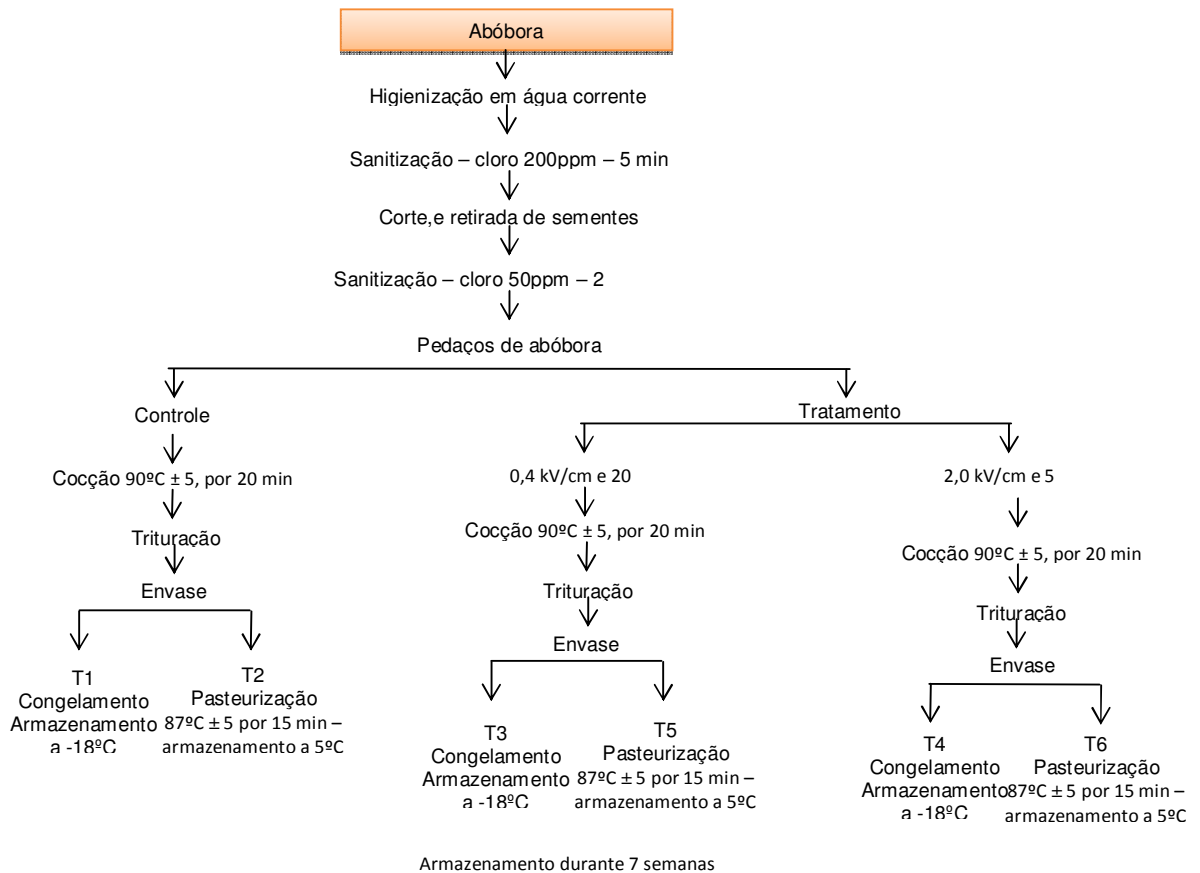 Abóbora
Higienização em água corrente
Sanitização – cloro 200ppm – 5 min
Corte,e retirada de sementes
Sanitização – cloro 50ppm – 2
Pedaços de abóbora
Controle
Cocção 90ºC ± 5, por 20 min
Trituração
Envase
T1
Congelamento
Armazenamento
a -18ºC
T2
Pasteurização
87ºC ± 5 por 15 min –
armazenamento a 5ºC
Tratamento
0,4 kV/cm e 20
Cocção 90ºC ± 5, por 20 min
Trituração
Envase
T3
Congelamento
Armazenamento
a -18ºC
T5
Pasteurização
87ºC ± 5 por 15 min –
armazenamento a 5ºC
2,0 kV/cm e 5
Cocção 90ºC ± 5, por 20 min
Trituração
Envase
T4
Congelamento
Armazenamento
a -18ºC
T6
Pasteurização
87ºC ± 5 por 15 min –
armazenamento a 5ºC
Armazenamento durante 7 semanas